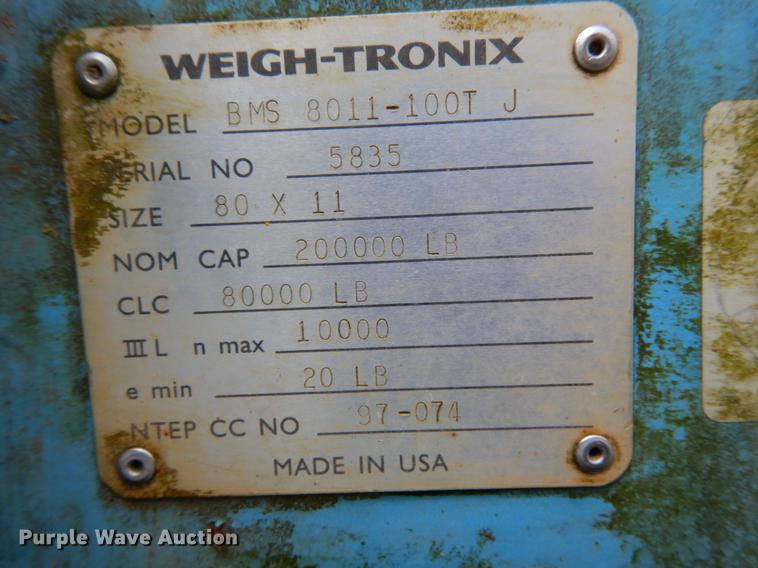 WEIGH-TRONIX
MODEL BMS 8011-100T J
SERIAL NO 5835
SIZE 80 X 11
NOM CAP 200000 LB
CLC 80000 LB
III L n max 10000
e min 20 LB
NTEP CC NO 97-074
MADE IN USA
Purple Wave Auction